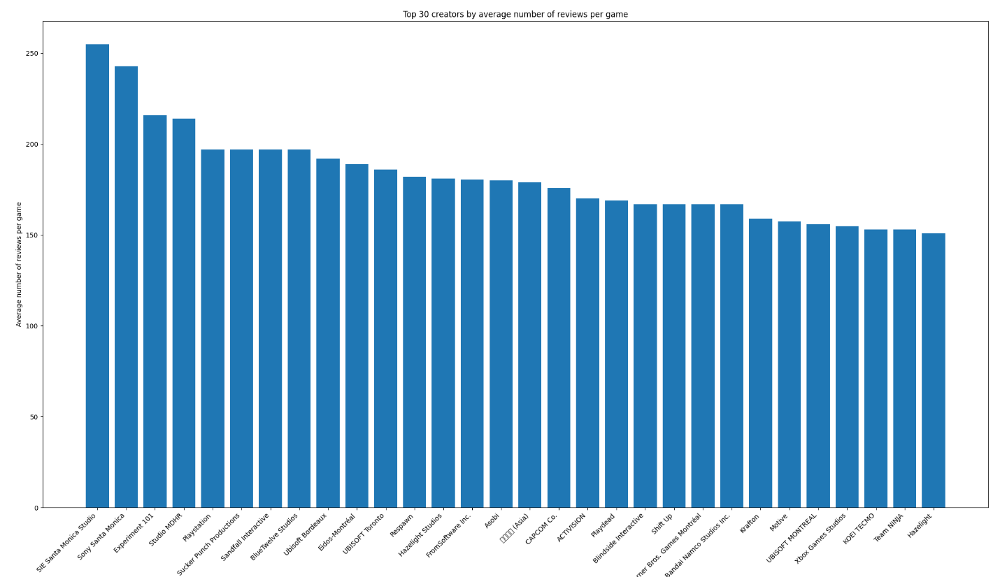 Top 30 creators by average number of reviews per game
Average number of reviews per game
250
200
150
100
50
0
SIE Santa Monica Studio
Sony Santa Monica
Experiment 101
Studio MDHR
Playstation
Sucker Punch Productions
Sandfall Interactive
BlueTwelve Studios
Ubisoft Bordeaux
Eidos-Montréal
UBISOFT Toronto
Respawn
Hazelight Studios
FromSoftware Inc.
Asobi
(Asia)
CAPCOM Co.
ACTIVISION
Playdead
Blindside Interactive
Shift Up
rner Bros. Games Montréal
Bandai Namco Studios Inc.
Krafton
Motive
UBISOFT MONTREAL
Xbox Games Studios
KOEI TECMO
Team NINJA
Hazelight